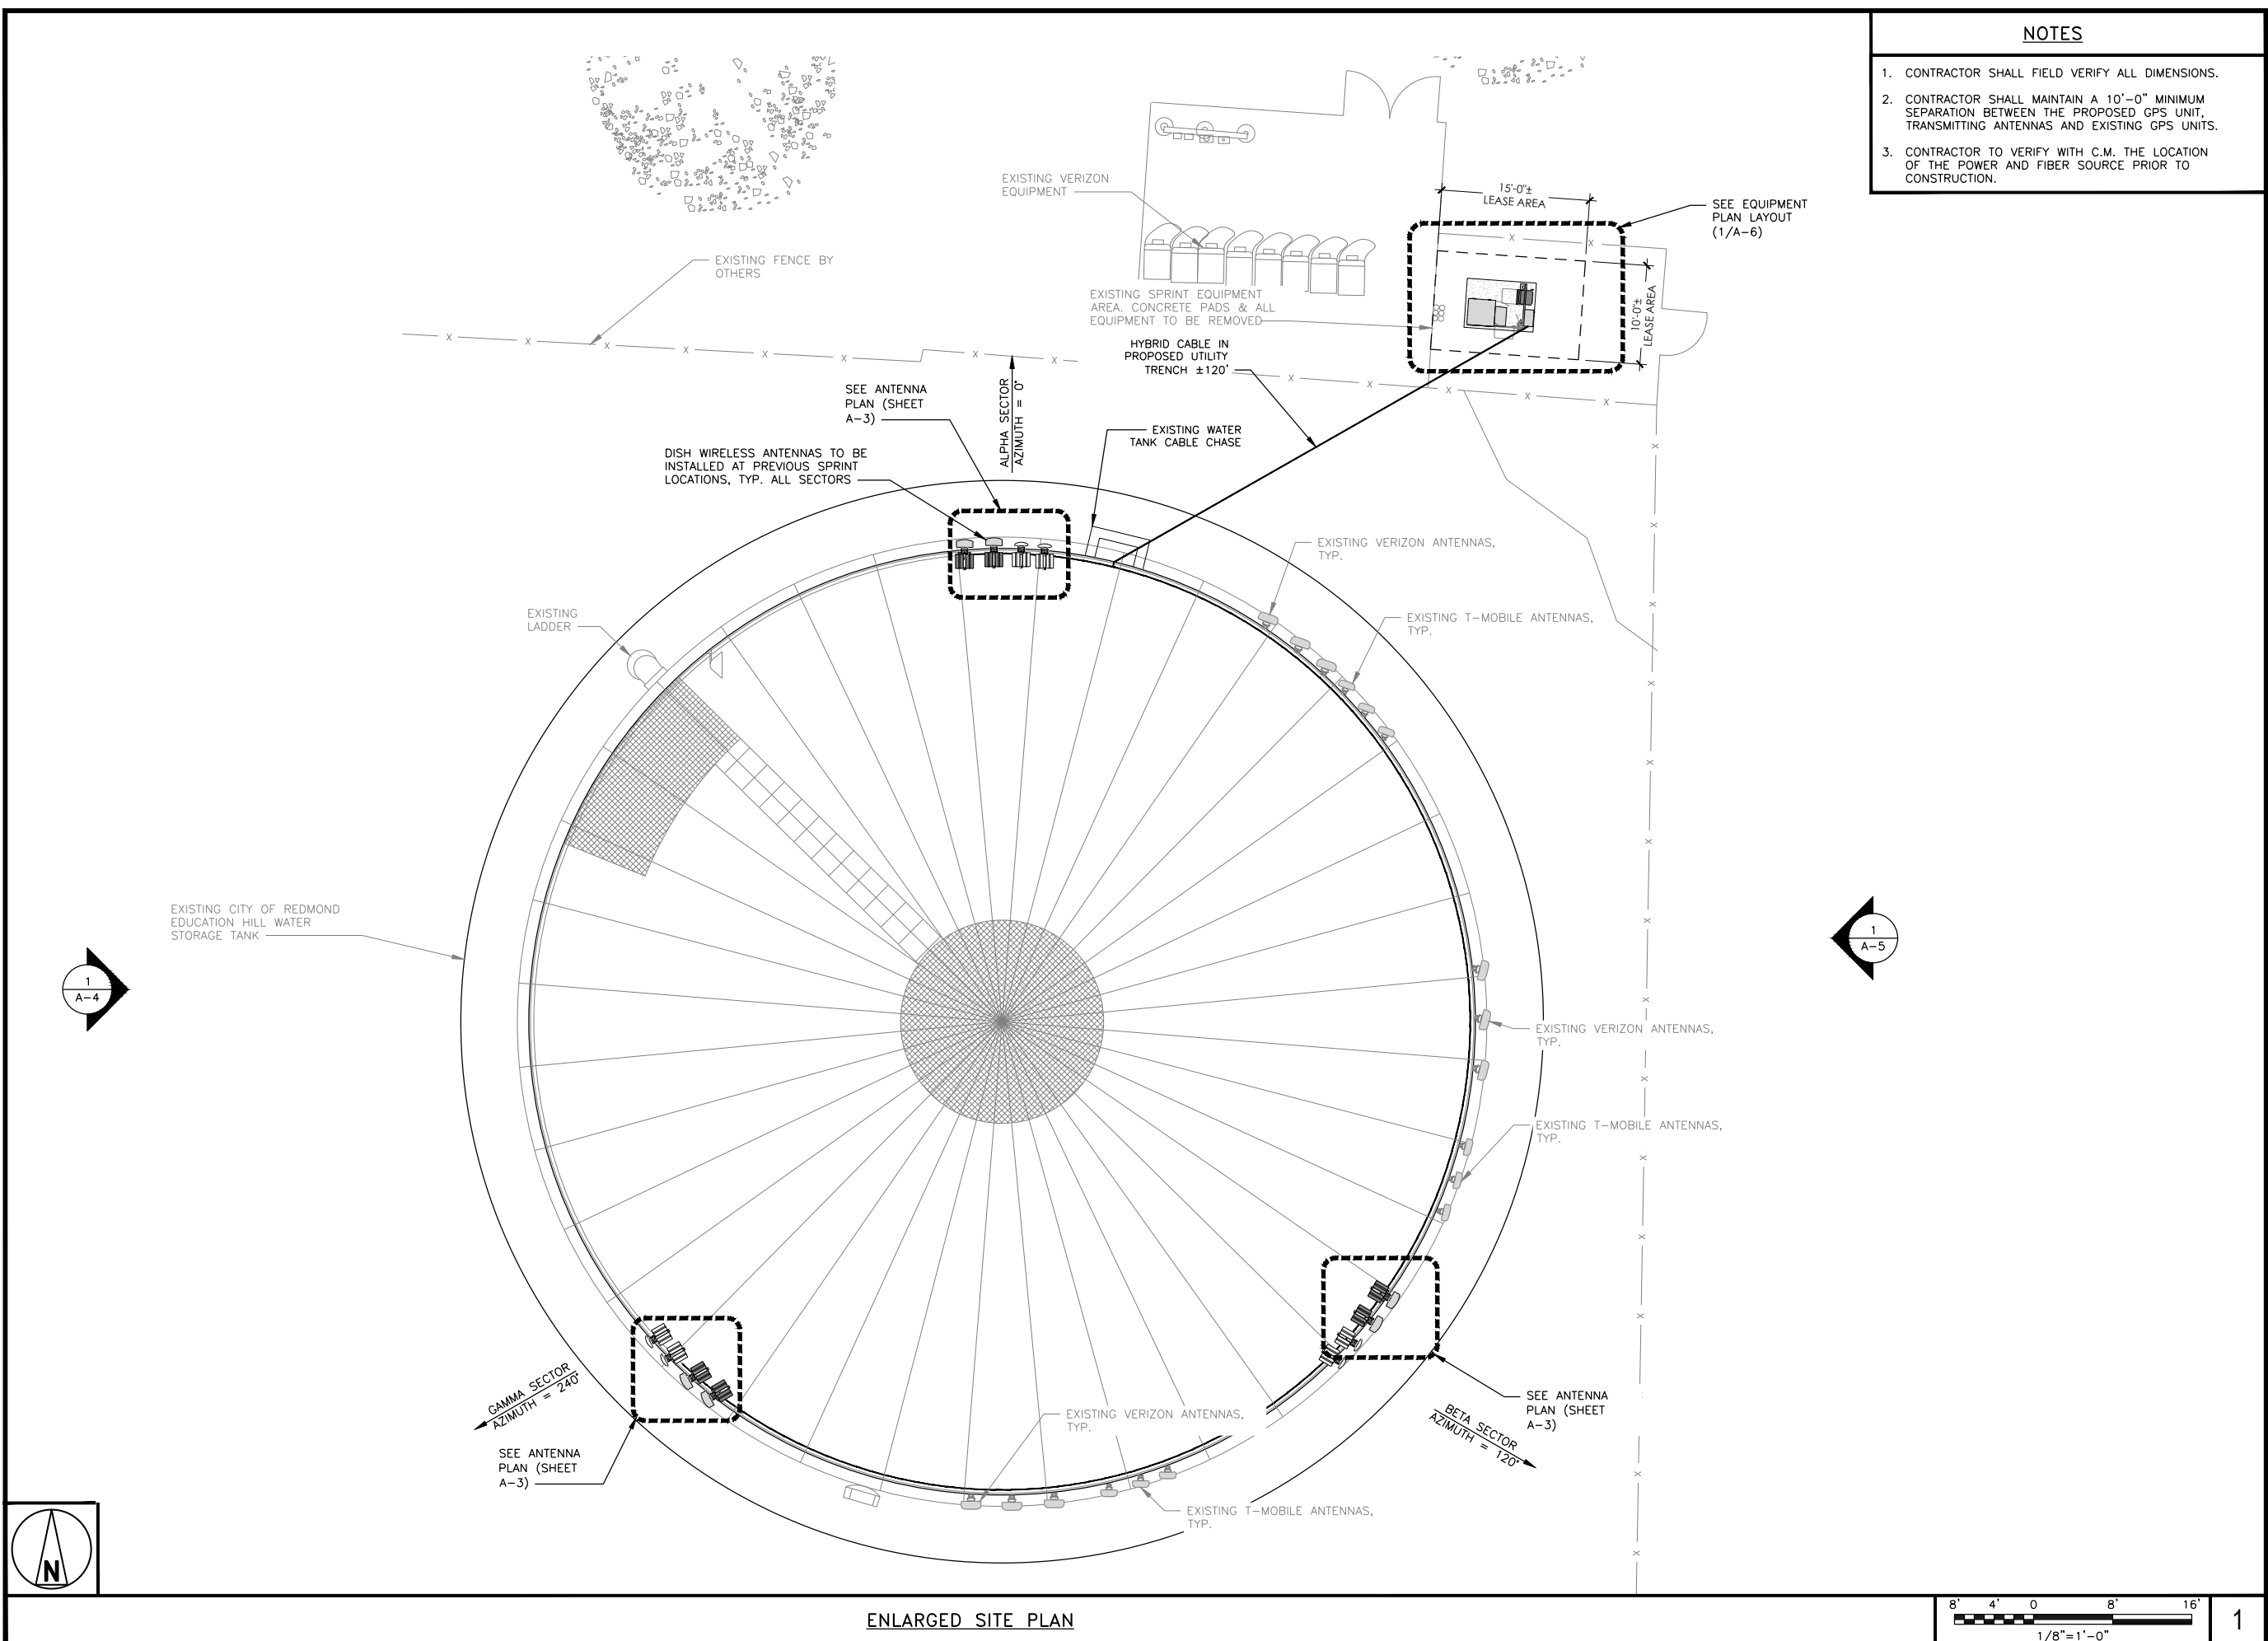 NOTES
1. CONTRACTOR SHALL FIELD VERIFY ALL DIMENSIONS.
2. CONTRACTOR SHALL MAINTAIN A 10'-0" MINIMUM
SEPARATION BETWEEN THE PROPOSED GPS UNIT,
TRANSMITTING ANTENNAS AND EXISTING GPS UNITS.
3. CONTRACTOR TO VERIFY WITH C.M. THE LOCATION
OF THE POWER AND FIBER SOURCE PRIOR TO
CONSTRUCTION.
EXISTING VERIZON
EQUIPMENT
15'-0"±
LEASE AREA
SEE EQUIPMENT
PLAN LAYOUT
(1/A-6)
EXISTING FENCE BY
OTHERS
EXISTING SPRINT EQUIPMENT
AREA. CONCRETE PADS & ALL
EQUIPMENT TO BE REMOVED
10'-0"±
LEASE AREA
HYBRID CABLE IN
PROPOSED UTILITY
TRENCH ±120'
SEE ANTENNA
PLAN (SHEET
A-3)
ALPHA SECTOR
AZIMUTH = 0°
EXISTING WATER
TANK CABLE CHASE
DISH WIRELESS ANTENNAS TO BE
INSTALLED AT PREVIOUS SPRINT
LOCATIONS, TYP. ALL SECTORS
EXISTING VERIZON ANTENNAS,
TYP.
EXISTING
LADDER
EXISTING T-MOBILE ANTENNAS,
TYP.
EXISTING CITY OF REDMOND
EDUCATION HILL WATER
STORAGE TANK
1
A-4
1
A-5
EXISTING VERIZON ANTENNAS,
TYP.
EXISTING T-MOBILE ANTENNAS,
TYP.
GAMMA SECTOR
AZIMUTH = 240°
SEE ANTENNA
PLAN (SHEET
A-3)
EXISTING VERIZON ANTENNAS,
TYP.
BETA SECTOR
AZIMUTH = 120°
SEE ANTENNA
PLAN (SHEET
A-3)
EXISTING T-MOBILE ANTENNAS,
TYP.
N
ENLARGED SITE PLAN
8' 4' 0 8' 16'
1/8"=1'-0"
1